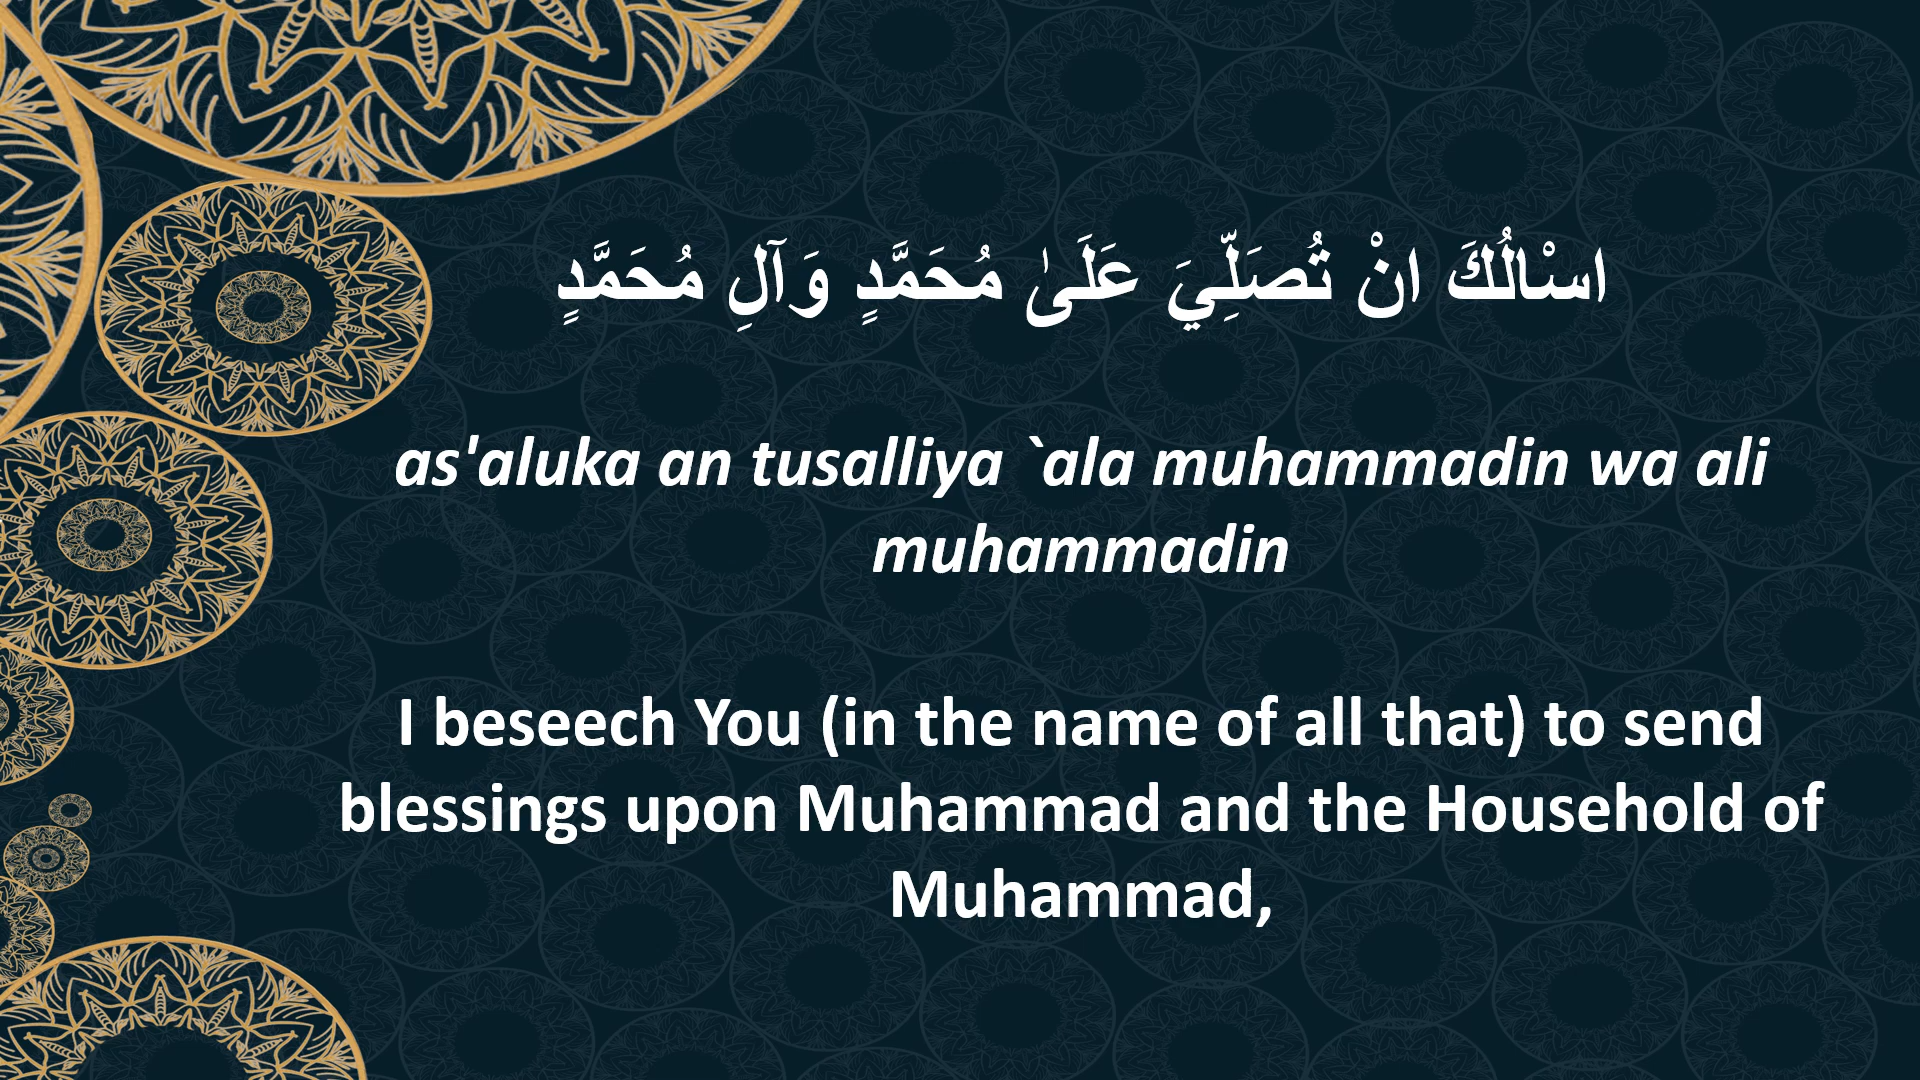 اسْالُكَ انْ تُصَلِّيَ عَلَىٰ مُحَمَّدٍ وَآلِ مُحَمَّدٍ
as'aluka an tusalliya `ala muhammadin wa ali
muhammadin
I beseech You (in the name of all that) to send
blessings upon Muhammad and the Household of
Muhammad,